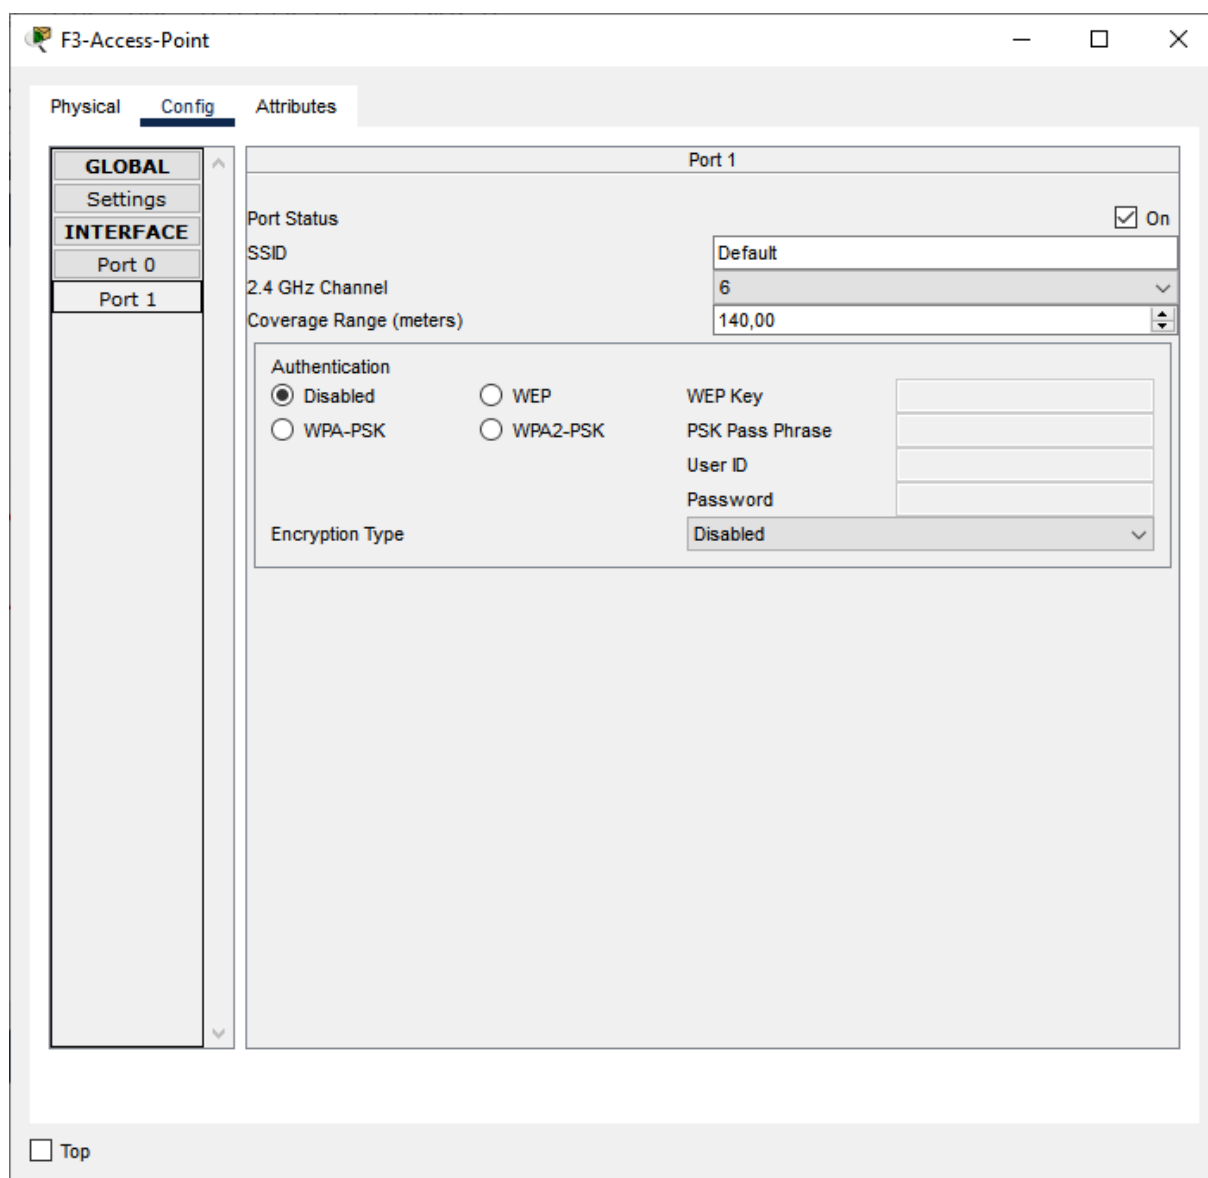 F3-Access-Point
Physical Config Attributes
GLOBAL
Settings
INTERFACE
Port 0
Port 1
Port 1
Port Status On
SSID Default
2.4 GHz Channel 6
Coverage Range (meters) 140,00
Authentication
Disabled WEP WEP Key
WPA-PSK WPA2-PSK PSK Pass Phrase
User ID
Password
Encryption Type Disabled
Top